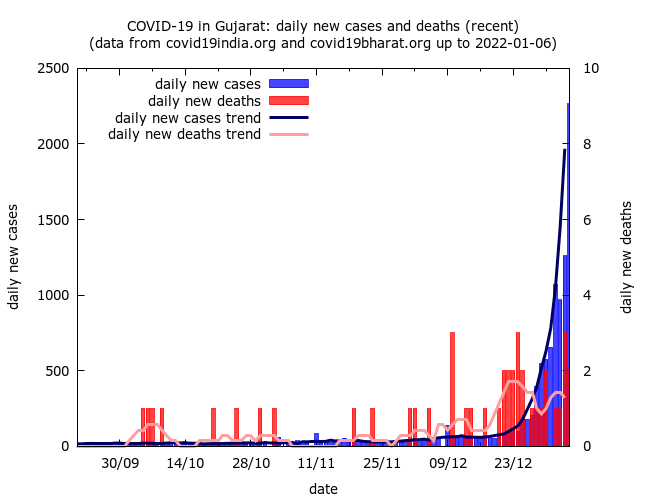 COVID-19 in Gujarat: daily new cases and deaths (recent)
(data from covid19india.org and covid19bharat.org up to 2022-01-06)
daily new cases
daily new deaths
daily new cases trend
daily new deaths trend
2500
2000
1500
1000
500
0
10
8
6
4
2
0
daily new cases
daily new deaths
30/09 14/10 28/10 11/11 25/11 09/12 23/12
date